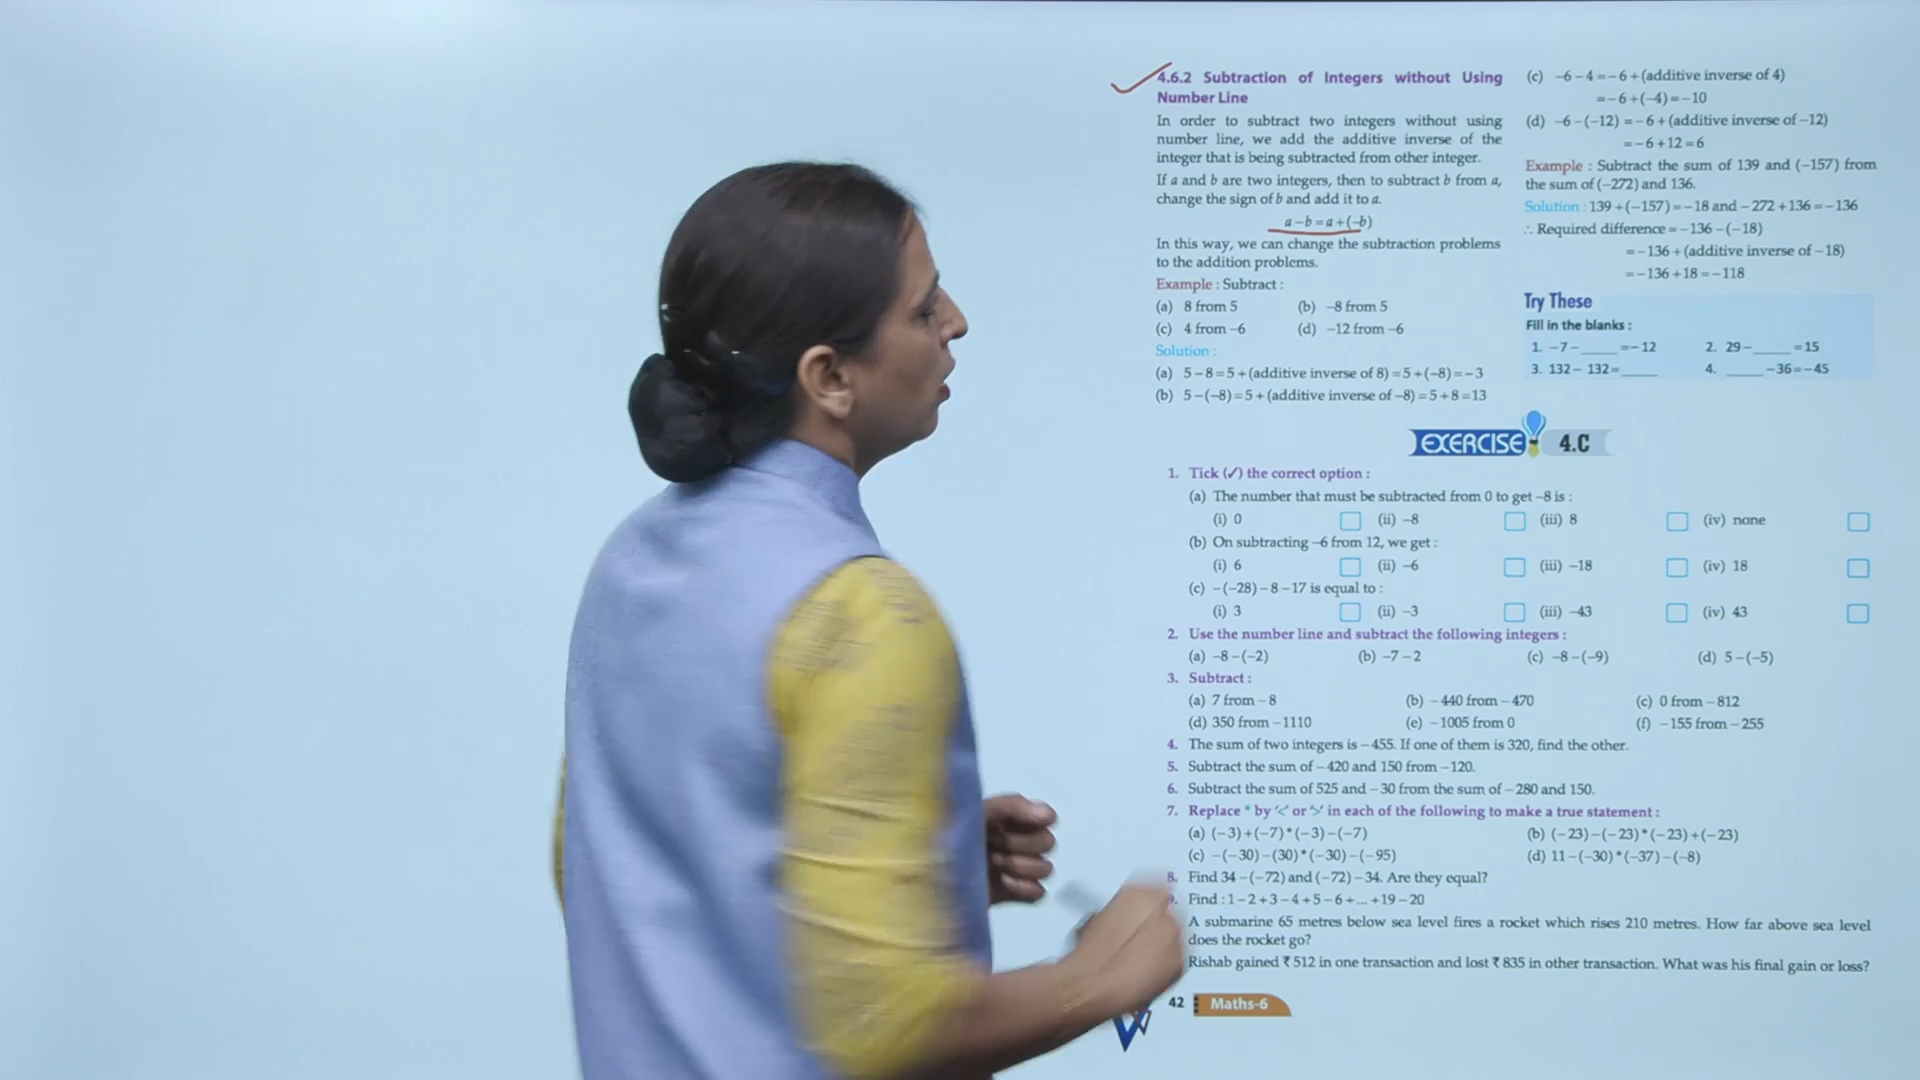 4.6.2 Subtraction of Integers without Using
Number Line
In order to subtract two integers without using
number line, we add the additive inverse of the
integer that is being subtracted from other integer.
If a and b are two integers, then to subtract b from a,
change the sign of b and add it to a.
a – b = a + (–b)
In this way, we can change the subtraction problems
to the addition problems.
Example : Subtract :
(a) 8 from 5 (b) –8 from 5
(c) 4 from –6 (d) –12 from –6
Solution :
(a) 5 – 8 = 5 + (additive inverse of 8) = 5 + (–8) = –3
(b) 5 – (–8) = 5 + (additive inverse of –8) = 5 + 8 = 13
(c) –6 – 4 = –6 + (additive inverse of 4)
= –6 + (–4) = –10
(d) –6 – (–12) = –6 + (additive inverse of –12)
= –6 + 12 = 6
Example : Subtract the sum of 139 and (–157) from
the sum of (–272) and 136.
Solution : 139 + (–157) = –18 and –272 + 136 = –136
∴ Required difference = –136 – (–18)
= –136 + (additive inverse of –18)
= –136 + 18 = –118
Try These
Fill in the blanks :
1. –7 – _____ = –12 2. 29 – _____ = 15
3. 132 – 132 = _____ 4. _____ – 36 = –45
EXERCISE 4.C
1. Tick (✓) the correct option :
(a) The number that must be subtracted from 0 to get –8 is :
(i) 0 (ii) –8 (iii) 8 (iv) none
(b) On subtracting –6 from 12, we get :
(i) 6 (ii) –6 (iii) –18 (iv) 18
(c) –(–28) – 8 – 17 is equal to :
(i) 3 (ii) –3 (iii) –43 (iv) 43
2. Use the number line and subtract the following integers :
(a) –8 – (–2) (b) –7 – 2 (c) –8 – (–9) (d) 5 – (–5)
3. Subtract :
(a) 7 from –8 (b) –440 from –470 (c) 0 from –812
(d) 350 from –1110 (e) –1005 from 0 (f) –155 from –255
4. The sum of two integers is –455. If one of them is 320, find the other.
5. Subtract the sum of –420 and 150 from –120.
6. Subtract the sum of 525 and –30 from the sum of –280 and 150.
7. Replace * by '<' or '>' in each of the following to make a true statement :
(a) (–3) + (–7) * (–3) – (–7) (b) (–23) – (–23) * (–23) + (–23)
(c) –(–30) – (30) * (–30) – (–95) (d) 11 – (–30) * (–37) – (–8)
8. Find 34 – (–72) and (–72) – 34. Are they equal?
9. Find : 1 – 2 + 3 – 4 + 5 – 6 + ... + 19 – 20
A submarine 65 metres below sea level fires a rocket which rises 210 metres. How far above sea level
does the rocket go?
Rishab gained ₹ 512 in one transaction and lost ₹ 835 in other transaction. What was his final gain or loss?
42 Maths-6